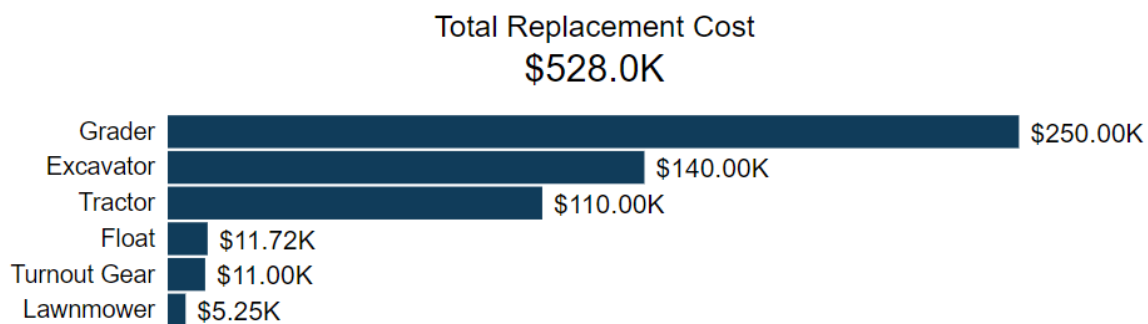 Total Replacement Cost
$528.0K
Grader $250.00K
Excavator $140.00K
Tractor $110.00K
Float $11.72K
Turnout Gear $11.00K
Lawnmower $5.25K